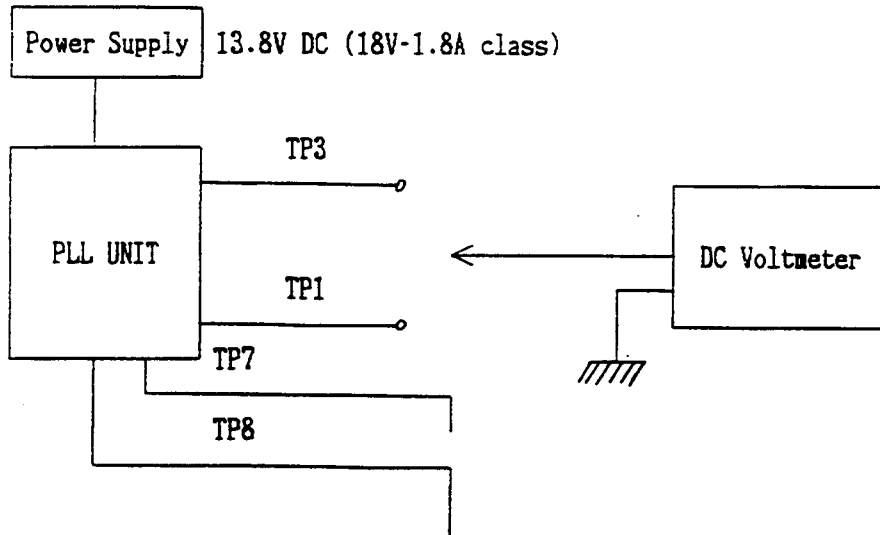 Power Supply 13.8V DC (18V-1.8A class)
TP3
PLL UNIT
DC Voltmeter
TP1
TP7
TP8